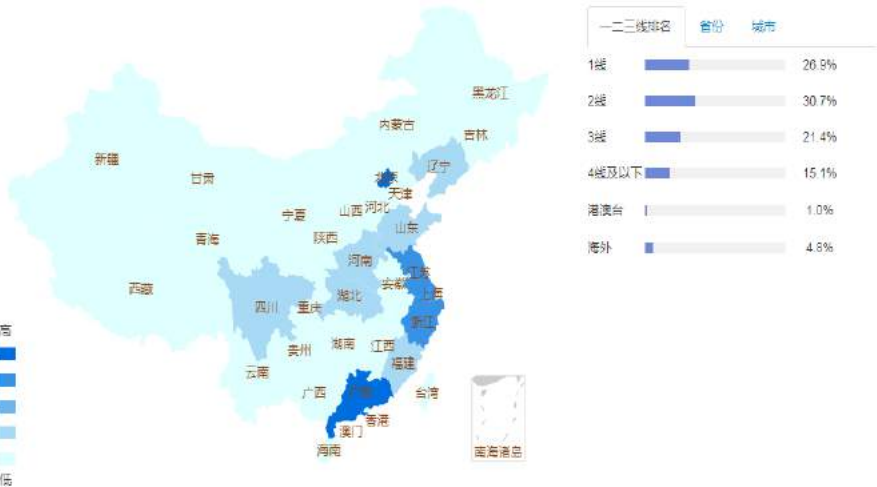 一二三线排名 省份 城市
1线 26.9%
2线 30.7%
3线 21.4%
4线及以下 15.1%
港澳台 1.0%
海外 4.8%
黑龙江
内蒙古
吉林
新疆
辽宁
甘肃
北京
天津
宁夏
山西
河北
山东
青海
陕西
河南
江苏
西藏
安徽
上海
四川
重庆
湖北
浙江
高
贵州
湖南
江西
福建
云南
广西
广东
台湾
香港
澳门
海南
南海诸岛
低